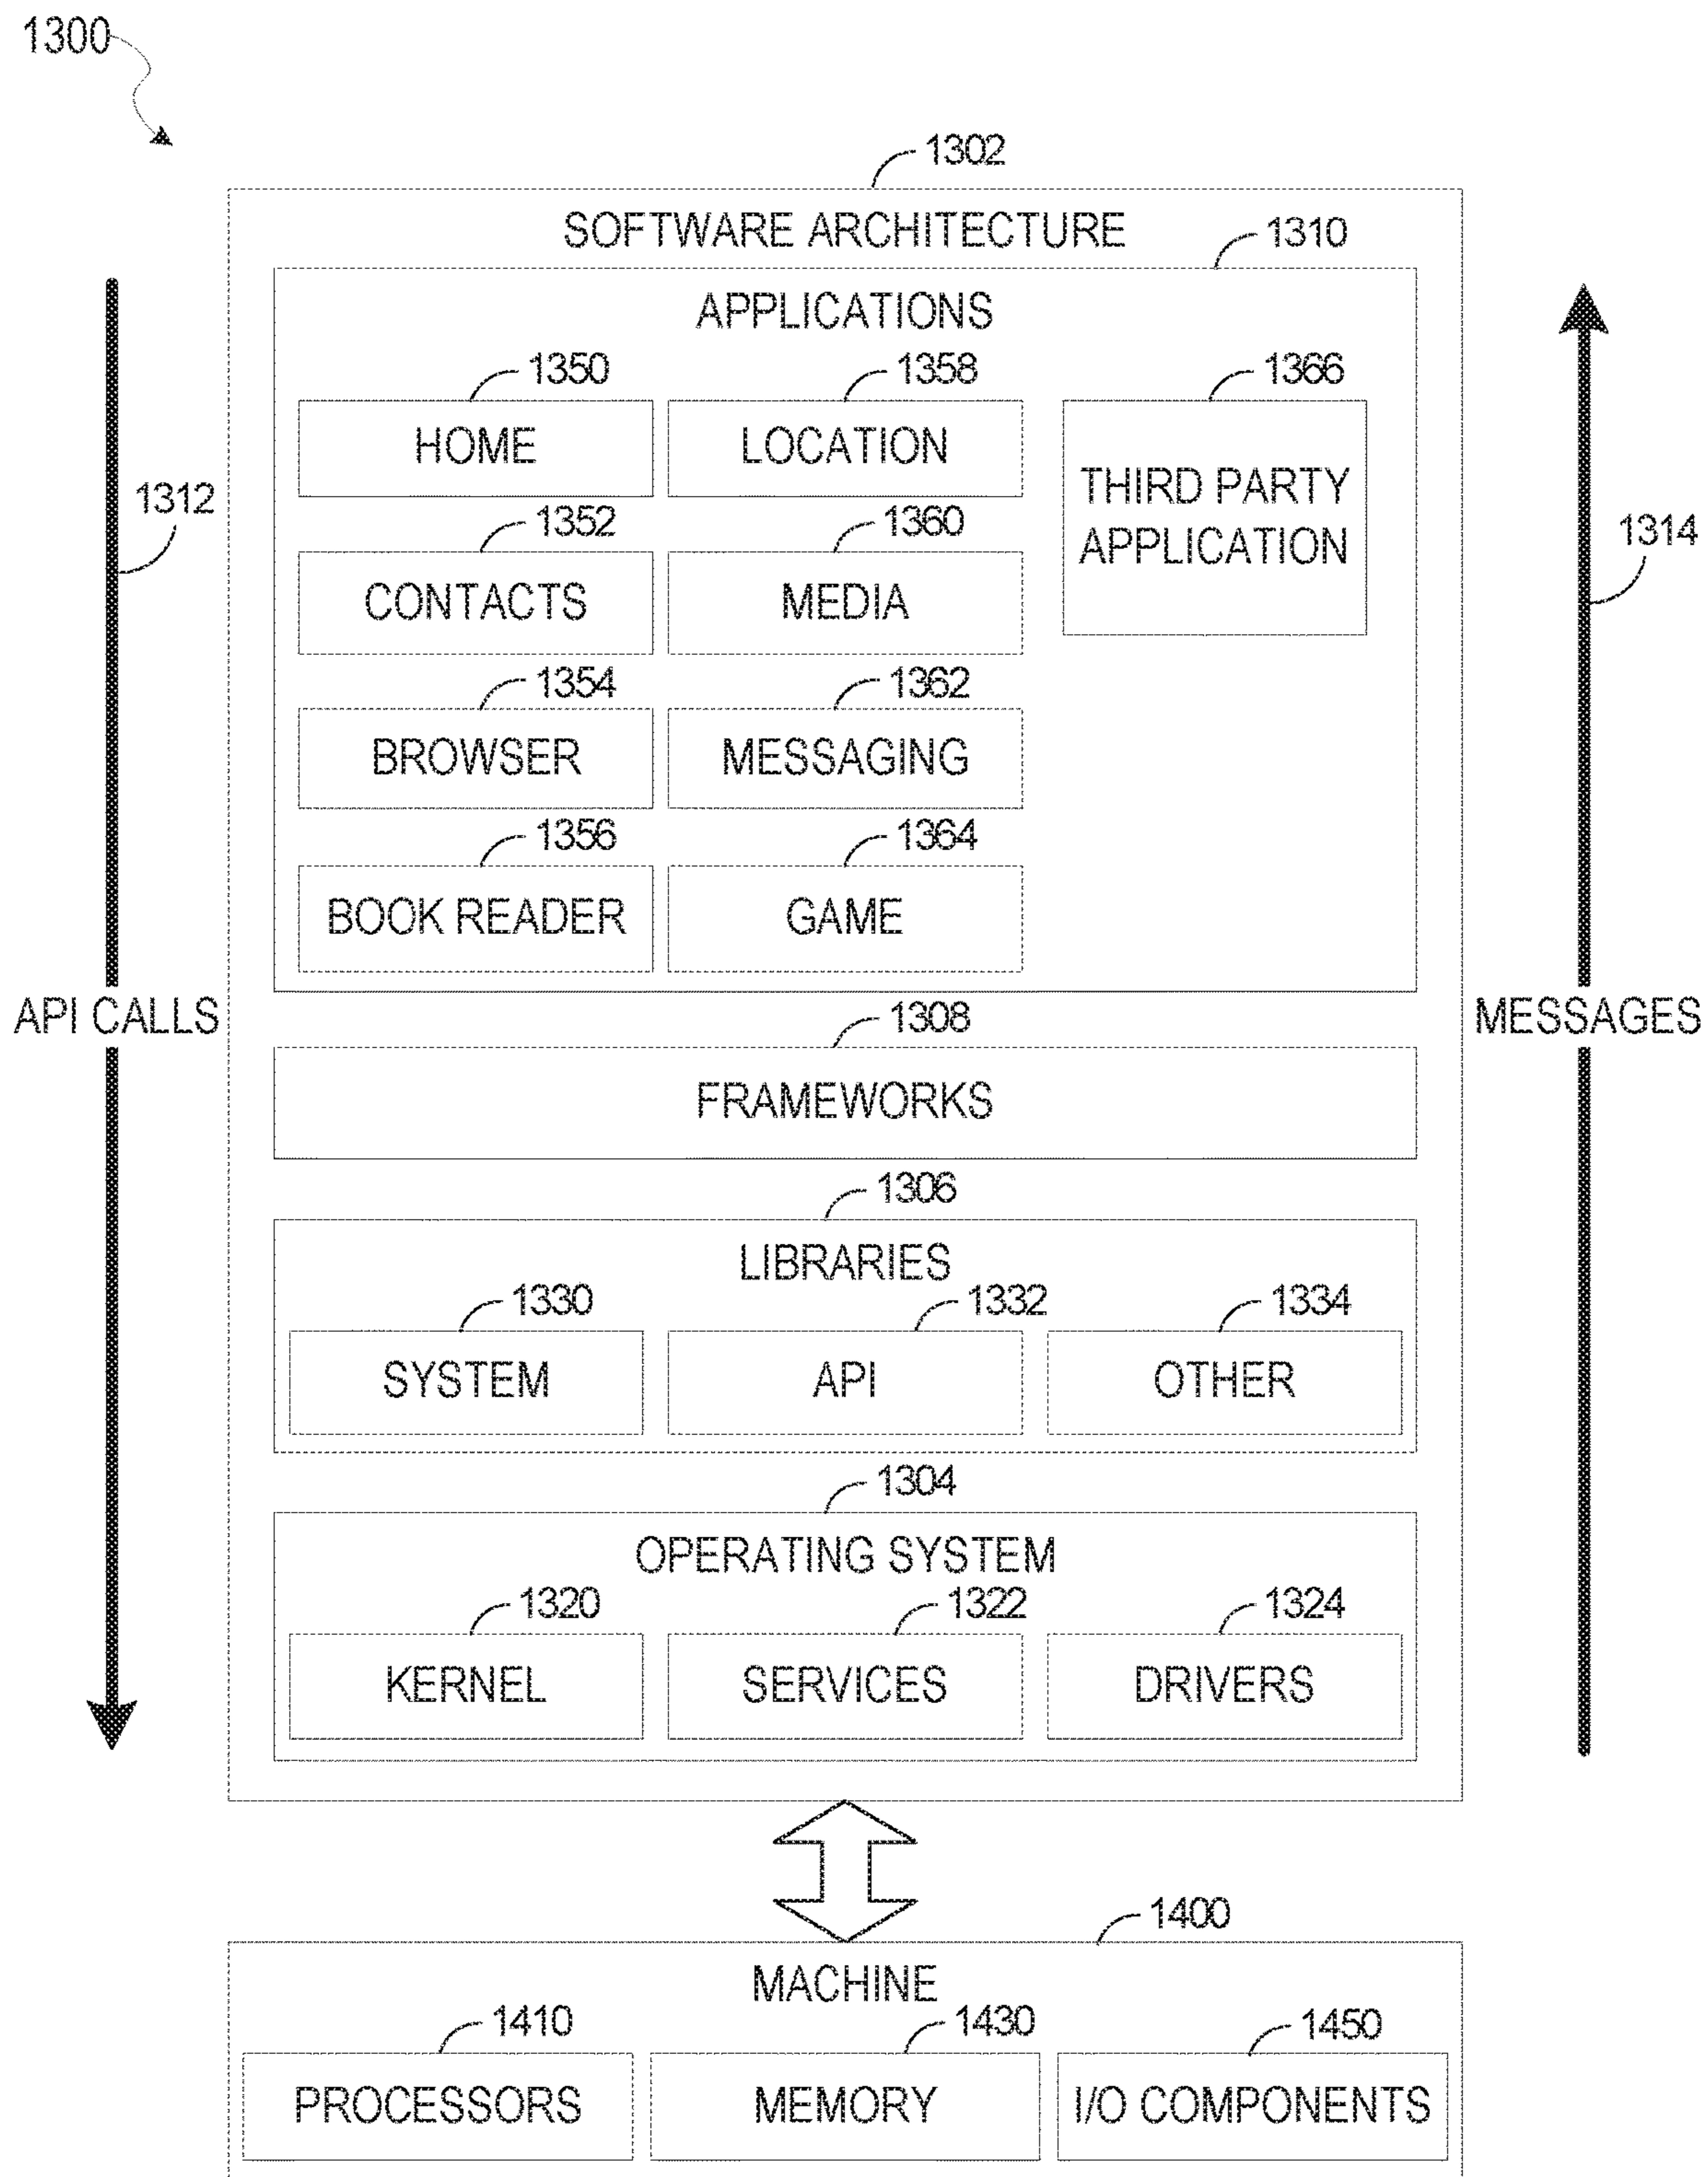 1300
1302
SOFTWARE ARCHITECTURE
1310
APPLICATIONS
1350
1358
1366
HOME
LOCATION
THIRD PARTY
APPLICATION
1312
1352
1360
1314
CONTACTS
MEDIA
1354
1362
BROWSER
MESSAGING
1356
1364
BOOK READER
GAME
API CALLS
1308
MESSAGES
FRAMEWORKS
1306
LIBRARIES
1330
1332
1334
SYSTEM
API
OTHER
1304
OPERATING SYSTEM
1320
1322
1324
KERNEL
SERVICES
DRIVERS
1400
MACHINE
1410
1430
1450
PROCESSORS
MEMORY
I/O COMPONENTS